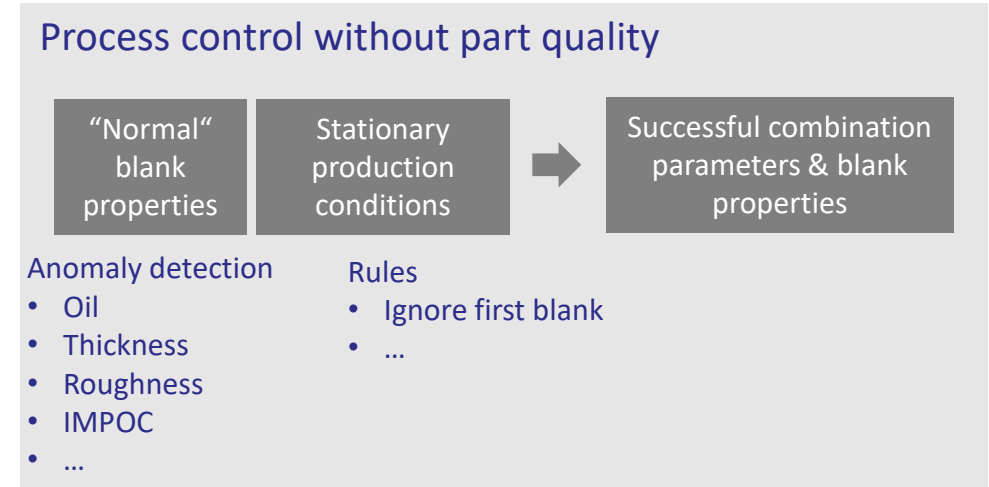 Process control without part quality
“Normal“
blank
properties
Stationary
production
conditions
Successful combination
parameters & blank
properties
Anomaly detection
• Oil
• Thickness
• Roughness
• IMPOC
• ...
Rules
• Ignore first blank
• ...